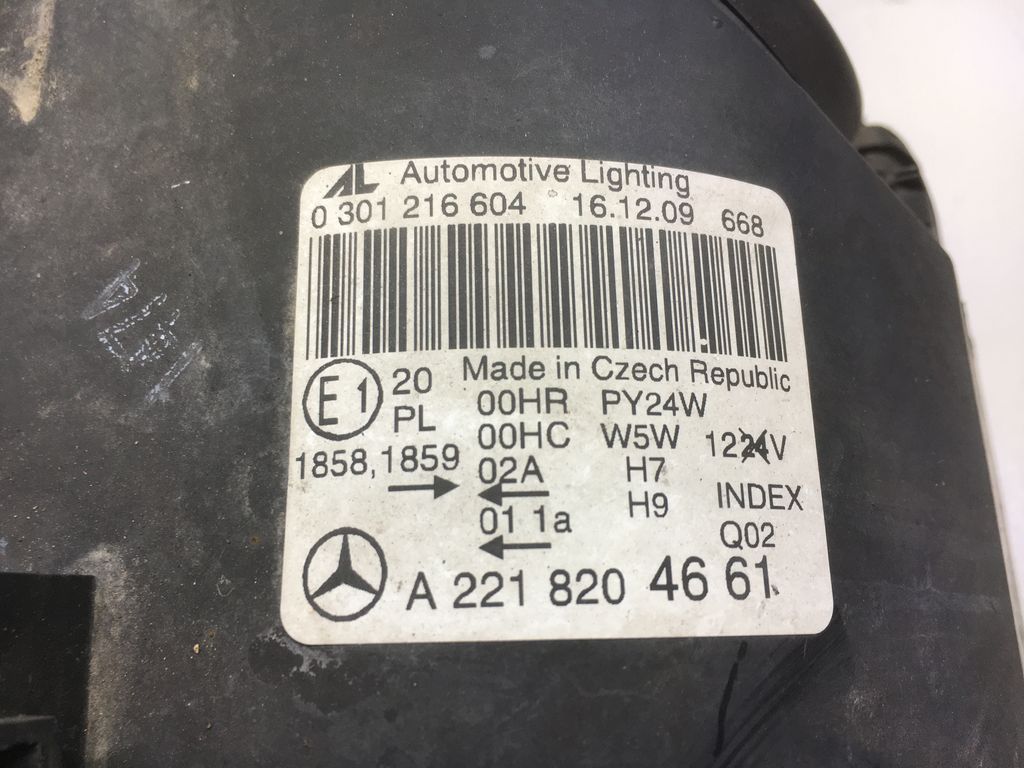 AL Automotive Lighting
0 301 216 604 16.12.09 668
Made in Czech Republic
E1 20 00HR PY24W
PL 00HC W5W 1224V
1858, 1859 02A H7
H9 INDEX
01 1a Q02
A 221 820 46 61